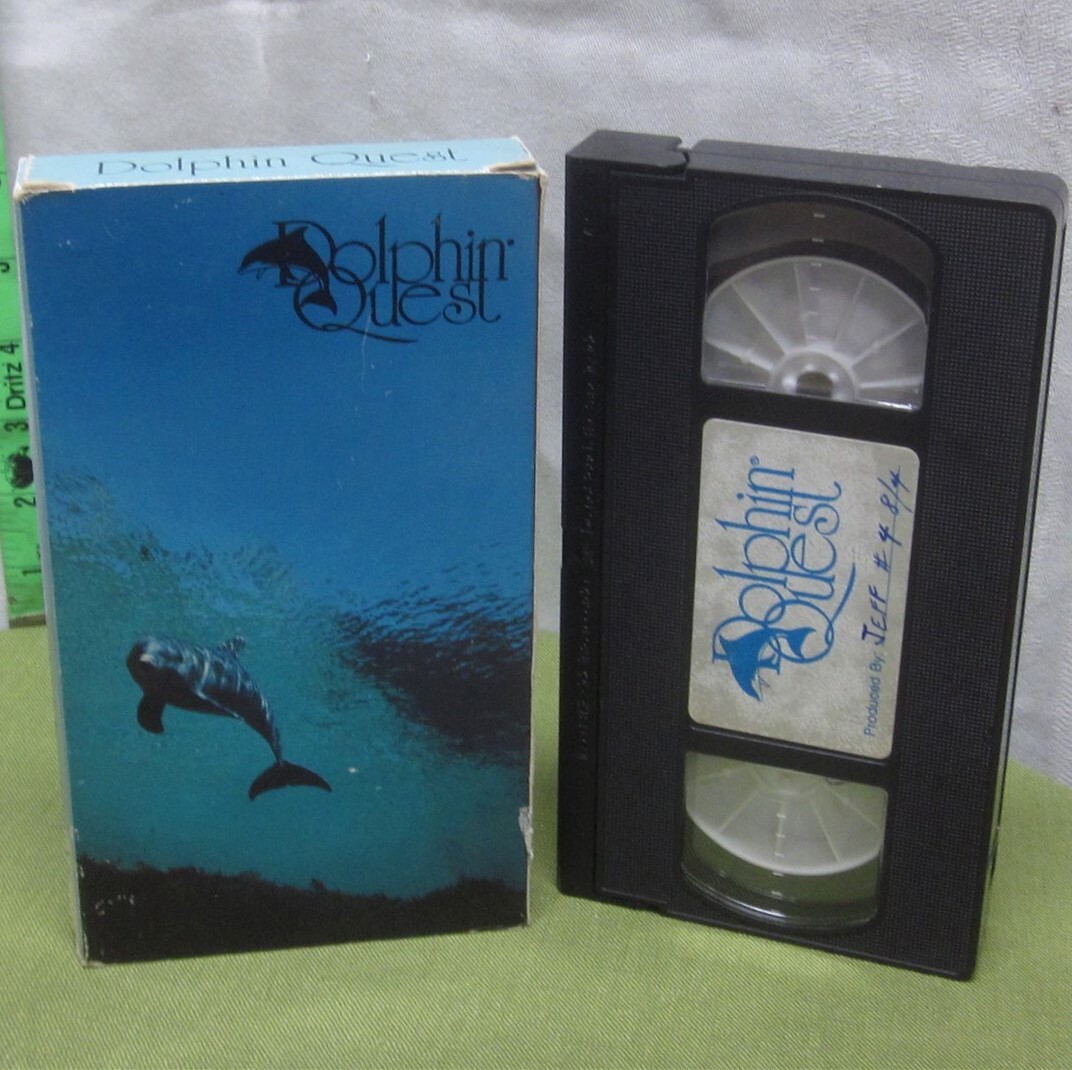 Dolphin Quest
Dolphin
Quest
3 Dritz 4
2
1
Dolphin®
Quest
Produced By: JEFF #4 8/4